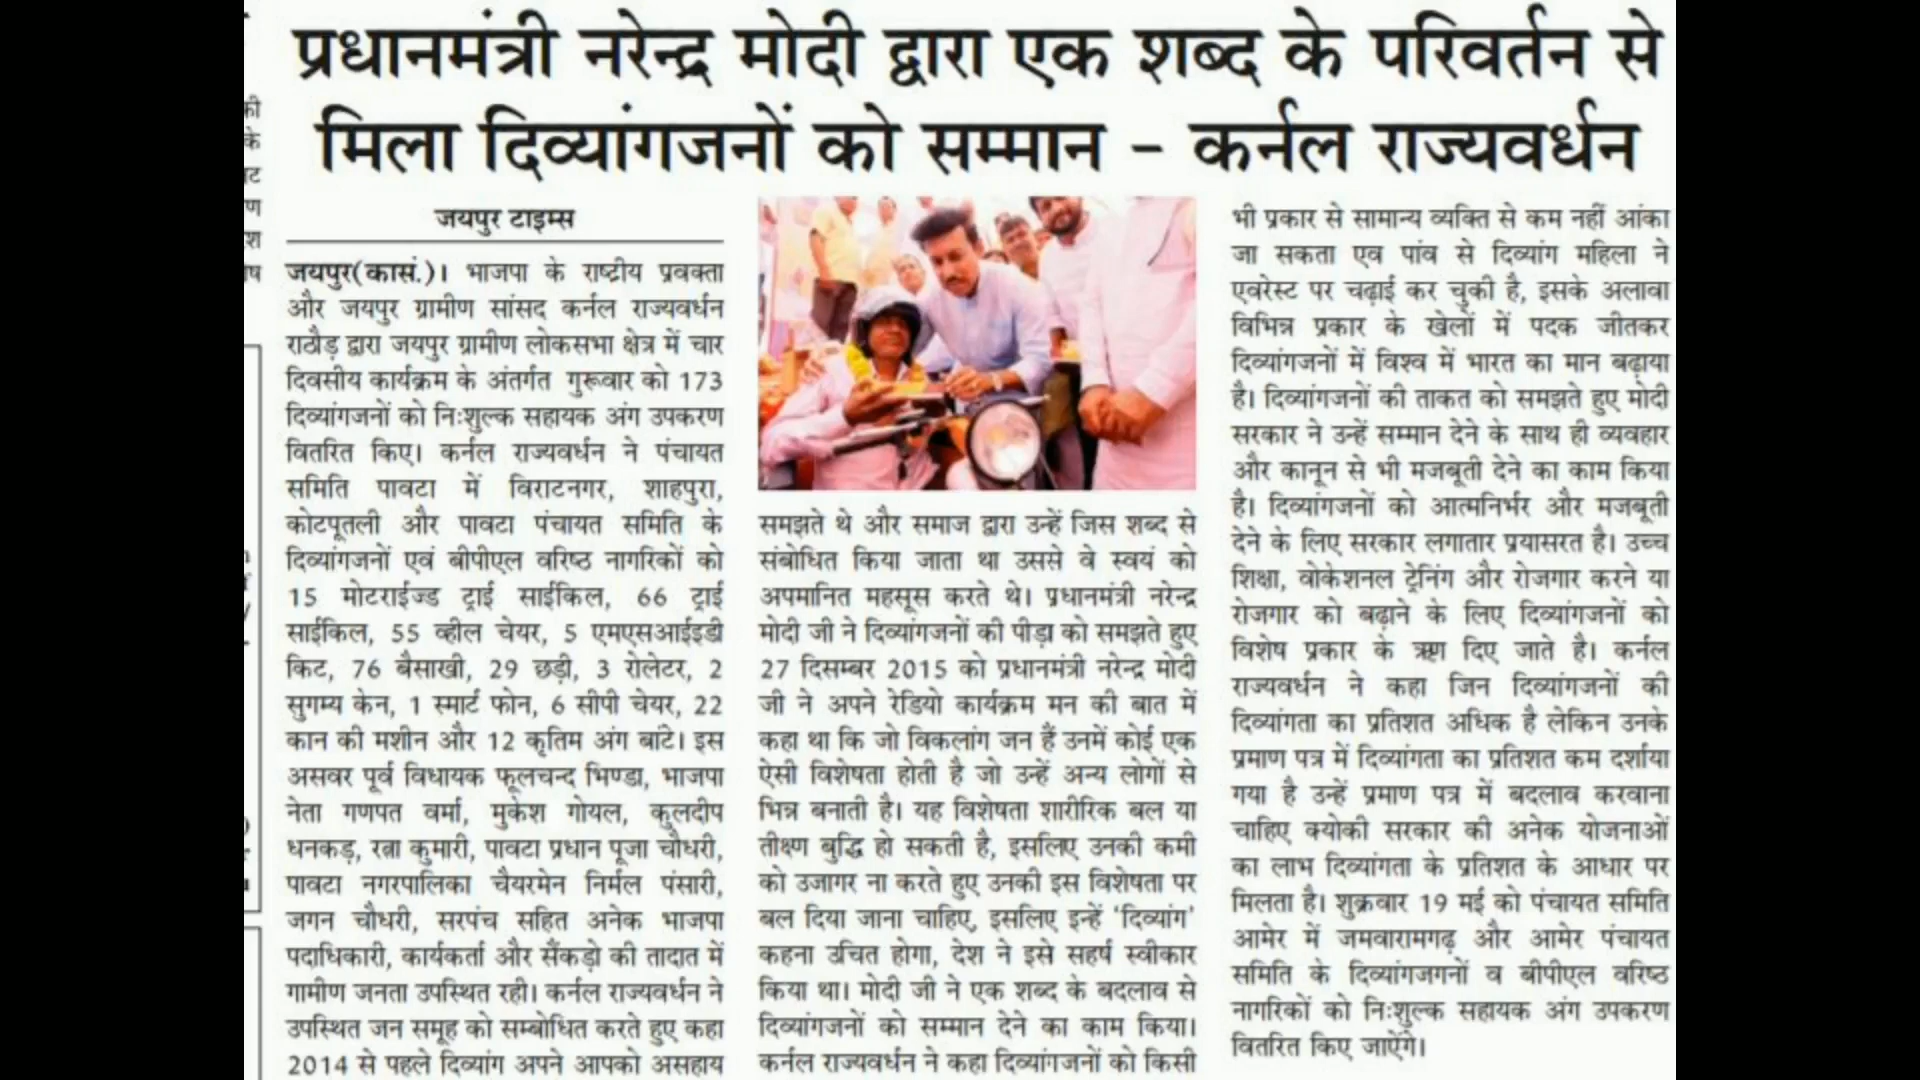 प्रधानमंत्री नरेन्द्र मोदी द्वारा एक शब्द के परिवर्तन से
मिला दिव्यांगजनों को सम्मान - कर्नल राज्यवर्धन
जयपुर टाइम्स
जयपुर(कासं.)। भाजपा के राष्ट्रीय प्रवक्ता
और जयपुर ग्रामीण सांसद कर्नल राज्यवर्धन
राठौड़ द्वारा जयपुर ग्रामीण लोकसभा क्षेत्र में चार
दिवसीय कार्यक्रम के अंतर्गत गुरूवार को 173
दिव्यांगजनों को निःशुल्क सहायक अंग उपकरण
वितरित किए। कर्नल राज्यवर्धन ने पंचायत
समिति पावटा में विराटनगर, शाहपुरा,
कोटपूतली और पावटा पंचायत समिति के
दिव्यांगजनों एवं बीपीएल वरिष्ठ नागरिकों को
15 मोटराईज्ड ट्राई साईकिल, 66 ट्राई
साईकिल, 55 व्हील चेयर, 5 एमएसआईइडी
किट, 76 बैसाखी, 29 छड़ी, 3 रोलेटर, 2
सुगम्य केन, 1 स्मार्ट फोन, 6 सीपी चेयर, 22
कान की मशीन और 12 कृतिम अंग बांटे। इस
असवर पूर्व विधायक फूलचन्द भिण्डा, भाजपा
नेता गणपत वर्मा, मुकेश गोयल, कुलदीप
धनकड़, रत्ना कुमारी, पावटा प्रधान पूजा चौधरी,
पावटा नगरपालिका चैयरमेन निर्मल पंसारी,
जगन चौधरी, सरपंच सहित अनेक भाजपा
पदाधिकारी, कार्यकर्ता और सैंकड़ो की तादात में
गामीण जनता उपस्थित रही। कर्नल राज्यवर्धन ने
उपस्थित जन समूह को सम्बोधित करते हुए कहा
2014 से पहले दिव्यांग अपने आपको असहाय
समझते थे और समाज द्वारा उन्हें जिस शब्द से
संबोधित किया जाता था उससे वे स्वयं को
अपमानित महसूस करते थे। प्रधानमंत्री नरेन्द्र
मोदी जी ने दिव्यांगजनों की पीड़ा को समझते हुए
27 दिसम्बर 2015 को प्रधानमंत्री नरेन्द्र मोदी
जी ने अपने रेडियो कार्यक्रम मन की बात में
कहा था कि जो विकलांग जन हैं उनमें कोई एक
ऐसी विशेषता होती है जो उन्हें अन्य लोगों से
भिन्न बनाती है। यह विशेषता शारीरिक बल या
तीक्ष्ण बुद्धि हो सकती है, इसलिए उनकी कमी
को उजागर ना करते हुए उनकी इस विशेषता पर
बल दिया जाना चाहिए, इसलिए इन्हें 'दिव्यांग'
कहना उचित होगा, देश ने इसे सहर्ष स्वीकार
किया था। मोदी जी ने एक शब्द के बदलाव से
दिव्यांगजनों को सम्मान देने का काम किया।
कर्नल राज्यवर्धन ने कहा दिव्यांगजनों को किसी
भी प्रकार से सामान्य व्यक्ति से कम नहीं आंका
जा सकता एव पांव से दिव्यांग महिला ने
एवरेस्ट पर चढ़ाई कर चुकी है, इसके अलावा
विभिन्न प्रकार के खेलों में पदक जीतकर
दिव्यांगजनों में विश्व में भारत का मान बढ़ाया
है। दिव्यांगजनों की ताकत को समझते हुए मोदी
सरकार ने उन्हें सम्मान देने के साथ ही व्यवहार
और कानून से भी मजबूती देने का काम किया
है। दिव्यांगजनों को आत्मनिर्भर और मजबूती
देने के लिए सरकार लगातार प्रयासरत है। उच्च
शिक्षा, वोकेशनल ट्रेनिंग और रोजगार करने या
रोजगार को बढ़ाने के लिए दिव्यांगजनों को
विशेष प्रकार के ऋण दिए जाते है। कर्नल
राज्यवर्धन ने कहा जिन दिव्यांगजनों की
दिव्यांगता का प्रतिशत अधिक है लेकिन उनके
प्रमाण पत्र में दिव्यांगता का प्रतिशत कम दर्शाया
गया है उन्हें प्रमाण पत्र में बदलाव करवाना
चाहिए क्योकी सरकार की अनेक योजनाओं
का लाभ दिव्यांगता के प्रतिशत के आधार पर
मिलता है। शुक्रवार 19 मई को पंचायत समिति
आमेर में जमवारामगढ़ और आमेर पंचायत
समिति के दिव्यांगजगनों व बीपीएल वरिष्ठ
नागरिकों को निःशुल्क सहायक अंग उपकरण
वितरित किए जाऐंगे।